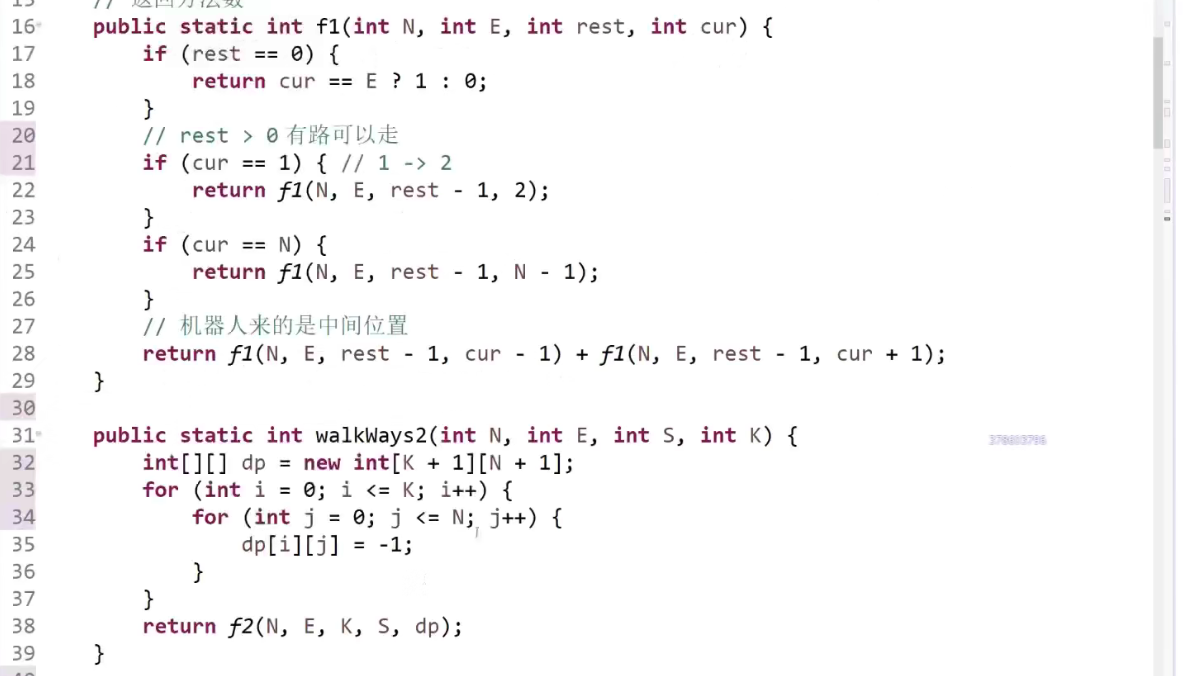 15 // 返回方法数
16 public static int f1(int N, int E, int rest, int cur) {
17 if (rest == 0) {
18 return cur == E ? 1 : 0;
19 }
20 // rest > 0 有路可以走
21 if (cur == 1) { // 1 -> 2
22 return f1(N, E, rest - 1, 2);
23 }
24 if (cur == N) {
25 return f1(N, E, rest - 1, N - 1);
26 }
27 // 机器人来的是中间位置
28 return f1(N, E, rest - 1, cur - 1) + f1(N, E, rest - 1, cur + 1);
29 }
30
31 public static int walkWays2(int N, int E, int S, int K) {
32 int[][] dp = new int[K + 1][N + 1];
33 for (int i = 0; i <= K; i++) {
34 for (int j = 0; j <= N; j++) {
35 dp[i][j] = -1;
36 }
37 }
38 return f2(N, E, K, S, dp);
39 }